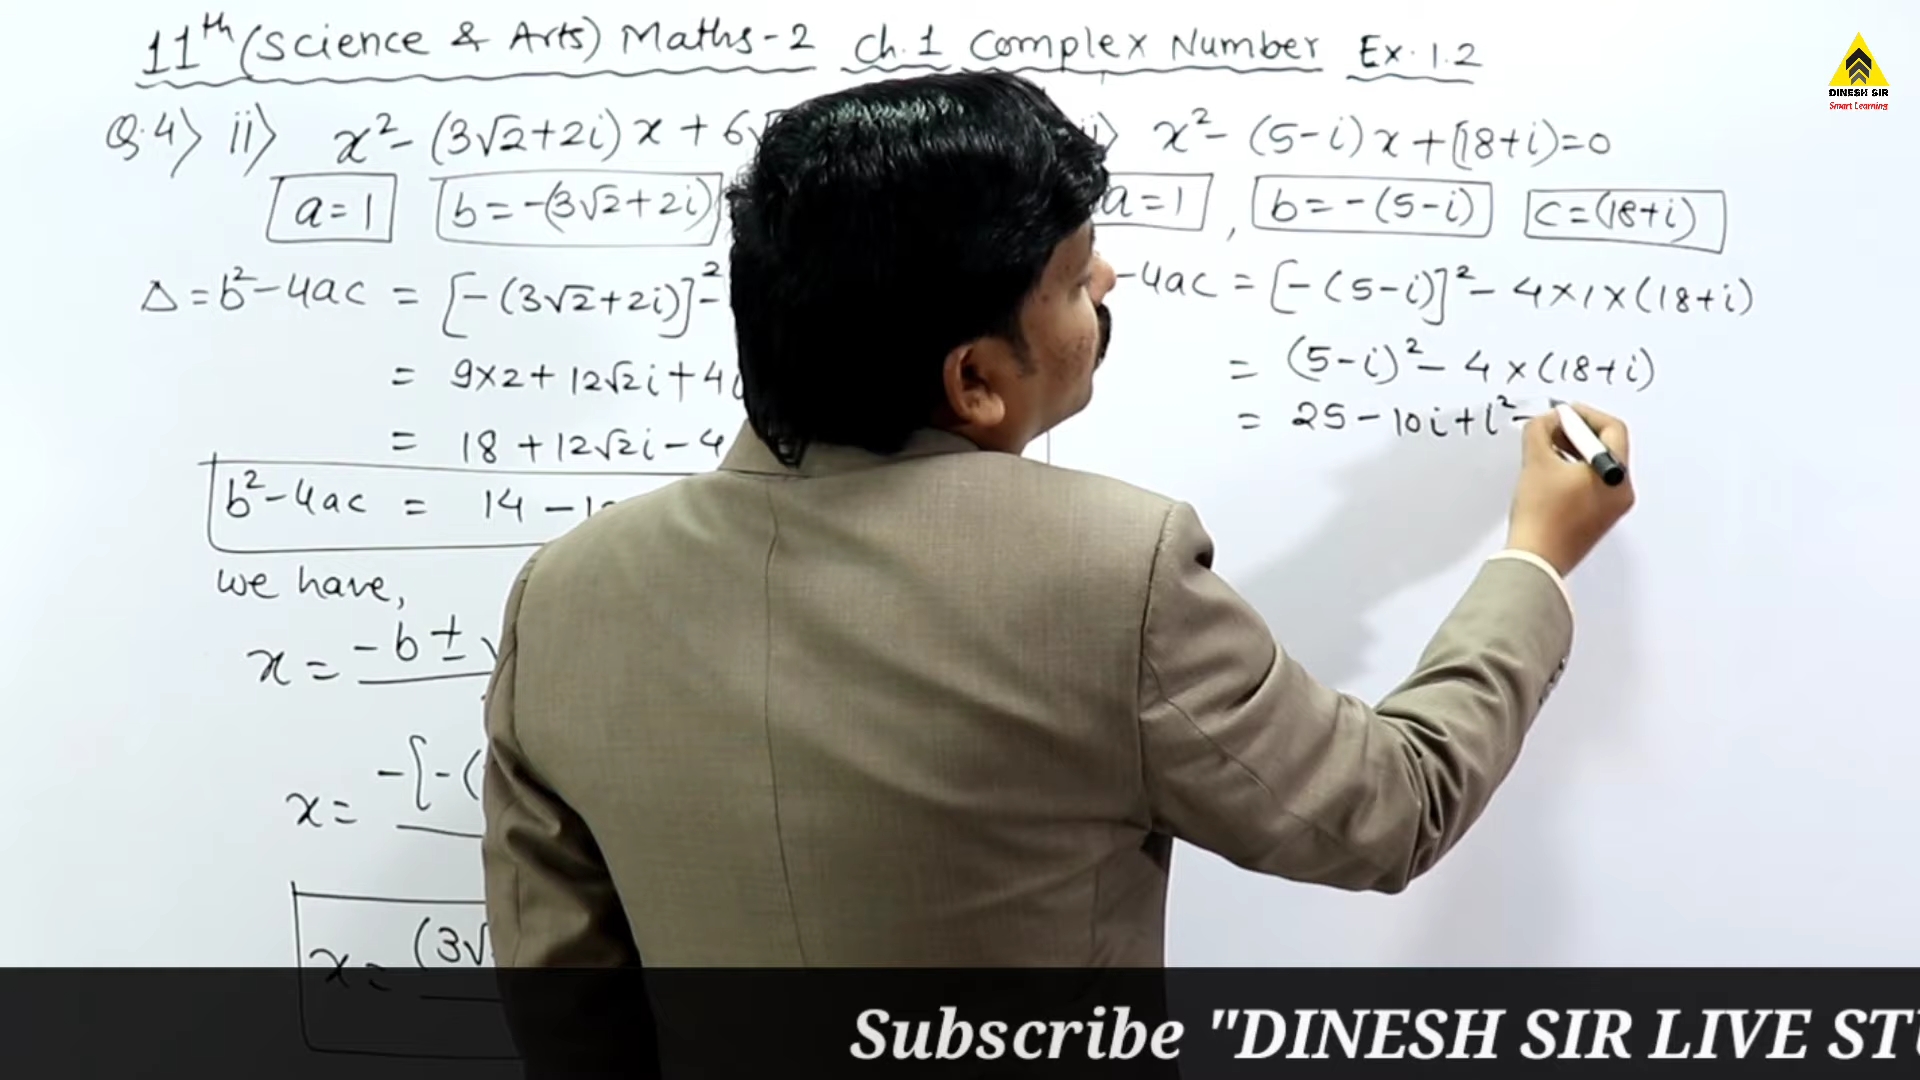 11th (Science & Arts) Maths-2 Ch.1 Complex Number Ex.1.2
DINESH SIR
Smart Learning
Q.4) ii) x² - (3√2+2i) x + 6√
a=1 b=-(3√2+2i)
Δ = b²-4ac = [-(3√2+2i)]² -
= 9×2 + 12√2i + 4i
= 18 + 12√2i - 4
b²-4ac = 14 -
we have,
x = -b ±
x = -[-(
x = (3√
x² - (5-i) x + (18+i) = 0
a=1 , b=-(5-i) c=(18+i)
-4ac = [-(5-i)]² - 4×1×(18+i)
= (5-i)² - 4×(18+i)
= 25 - 10i + i² -
Subscribe "DINESH SIR LIVE